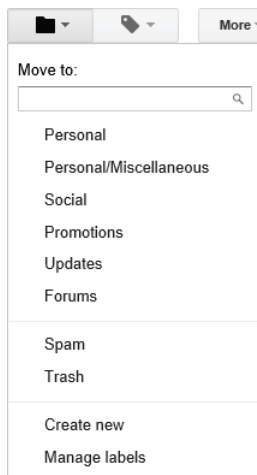 More
Move to:
Personal
Personal/Miscellaneous
Social
Promotions
Updates
Forums
Spam
Trash
Create new
Manage labels